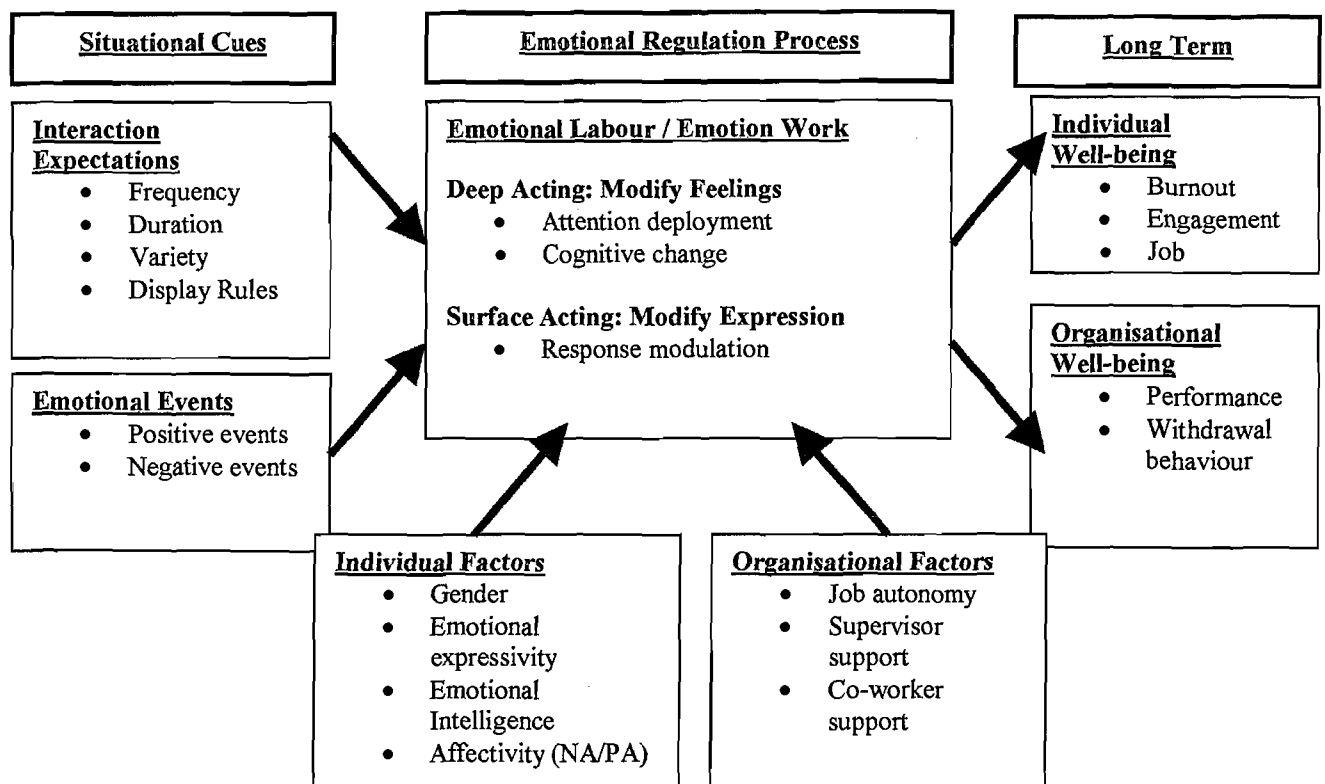 Situational Cues
Emotional Regulation Process
Long Term
Interaction
Expectations
• Frequency
• Duration
• Variety
• Display Rules
Emotional Events
• Positive events
• Negative events
Emotional Labour / Emotion Work
Deep Acting: Modify Feelings
• Attention deployment
• Cognitive change
Surface Acting: Modify Expression
• Response modulation
Individual
Well-being
• Burnout
• Engagement
• Job
Organisational
Well-being
• Performance
• Withdrawal
behaviour
Individual Factors
• Gender
• Emotional
expressivity
• Emotional
Intelligence
• Affectivity (NA/PA)
Organisational Factors
• Job autonomy
• Supervisor
support
• Co-worker
support